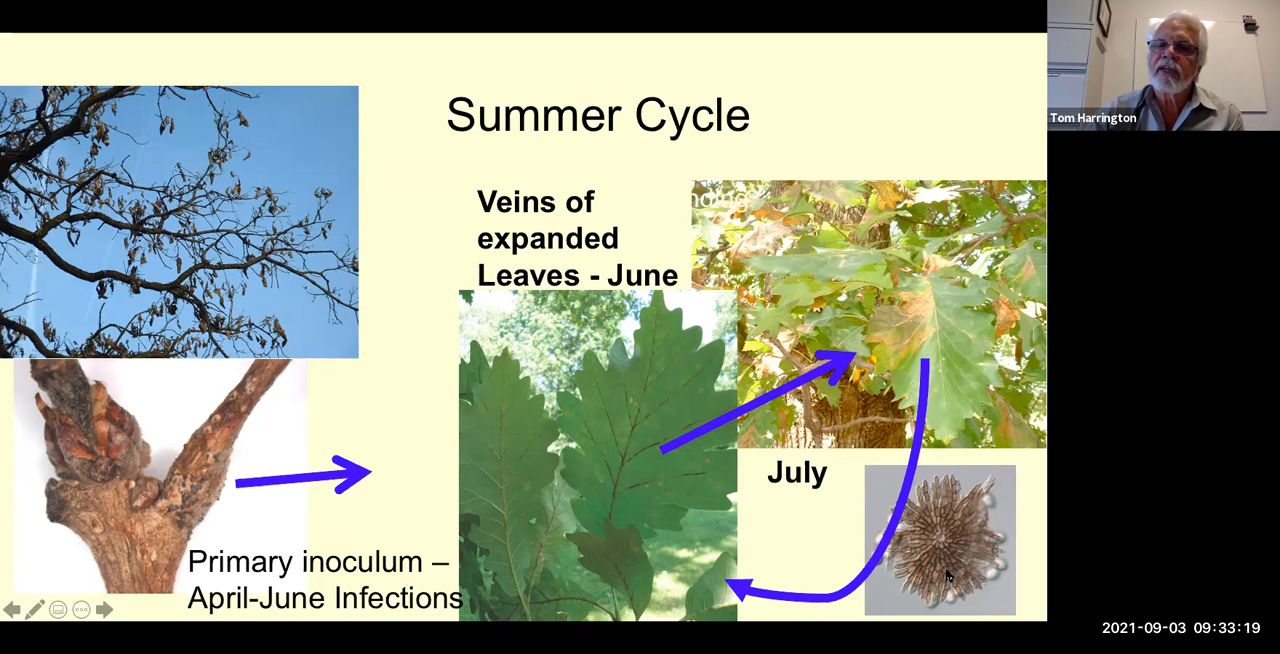 Summer Cycle
Tom Harrington
Veins of
expanded
Leaves - June
July
Primary inoculum –
April-June Infections
2021-09-03 09:33:19